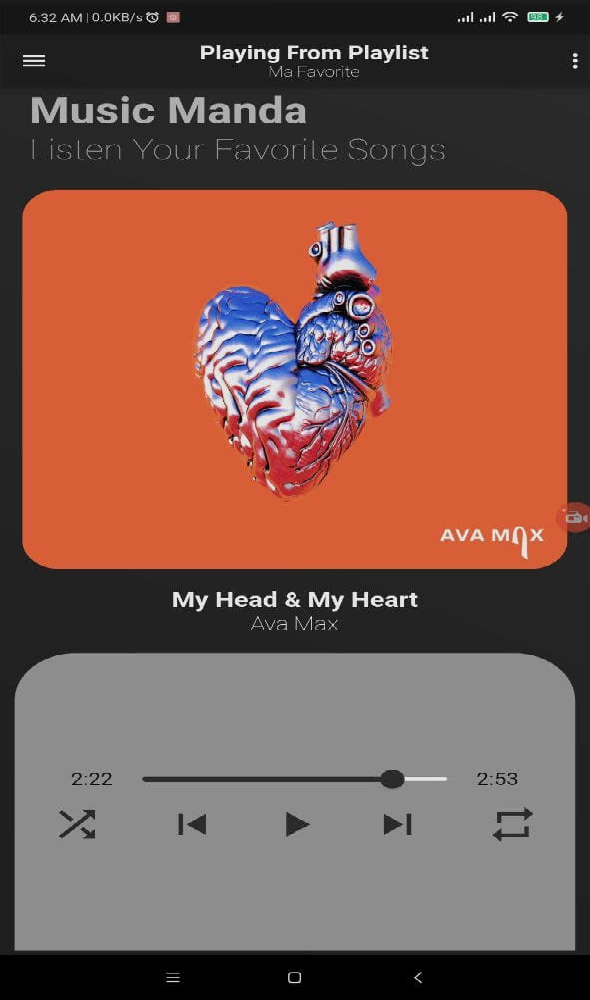 6:32 AM | 0.0KB/s
98
Playing From Playlist
Ma Favorite
Music Manda
Listen Your Favorite Songs
AVA MAX
My Head & My Heart
Ava Max
2:22
2:53